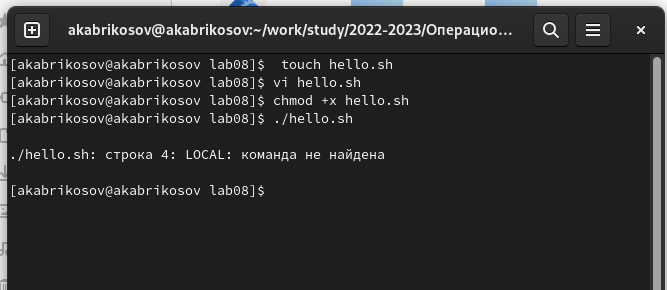 akabrikosov@akabrikosov:~/work/study/2022-2023/Операцио...
[akabrikosov@akabrikosov lab08]$  touch hello.sh
[akabrikosov@akabrikosov lab08]$ vi hello.sh
[akabrikosov@akabrikosov lab08]$ chmod +x hello.sh
[akabrikosov@akabrikosov lab08]$ ./hello.sh
./hello.sh: строка 4: LOCAL: команда не найдена
[akabrikosov@akabrikosov lab08]$